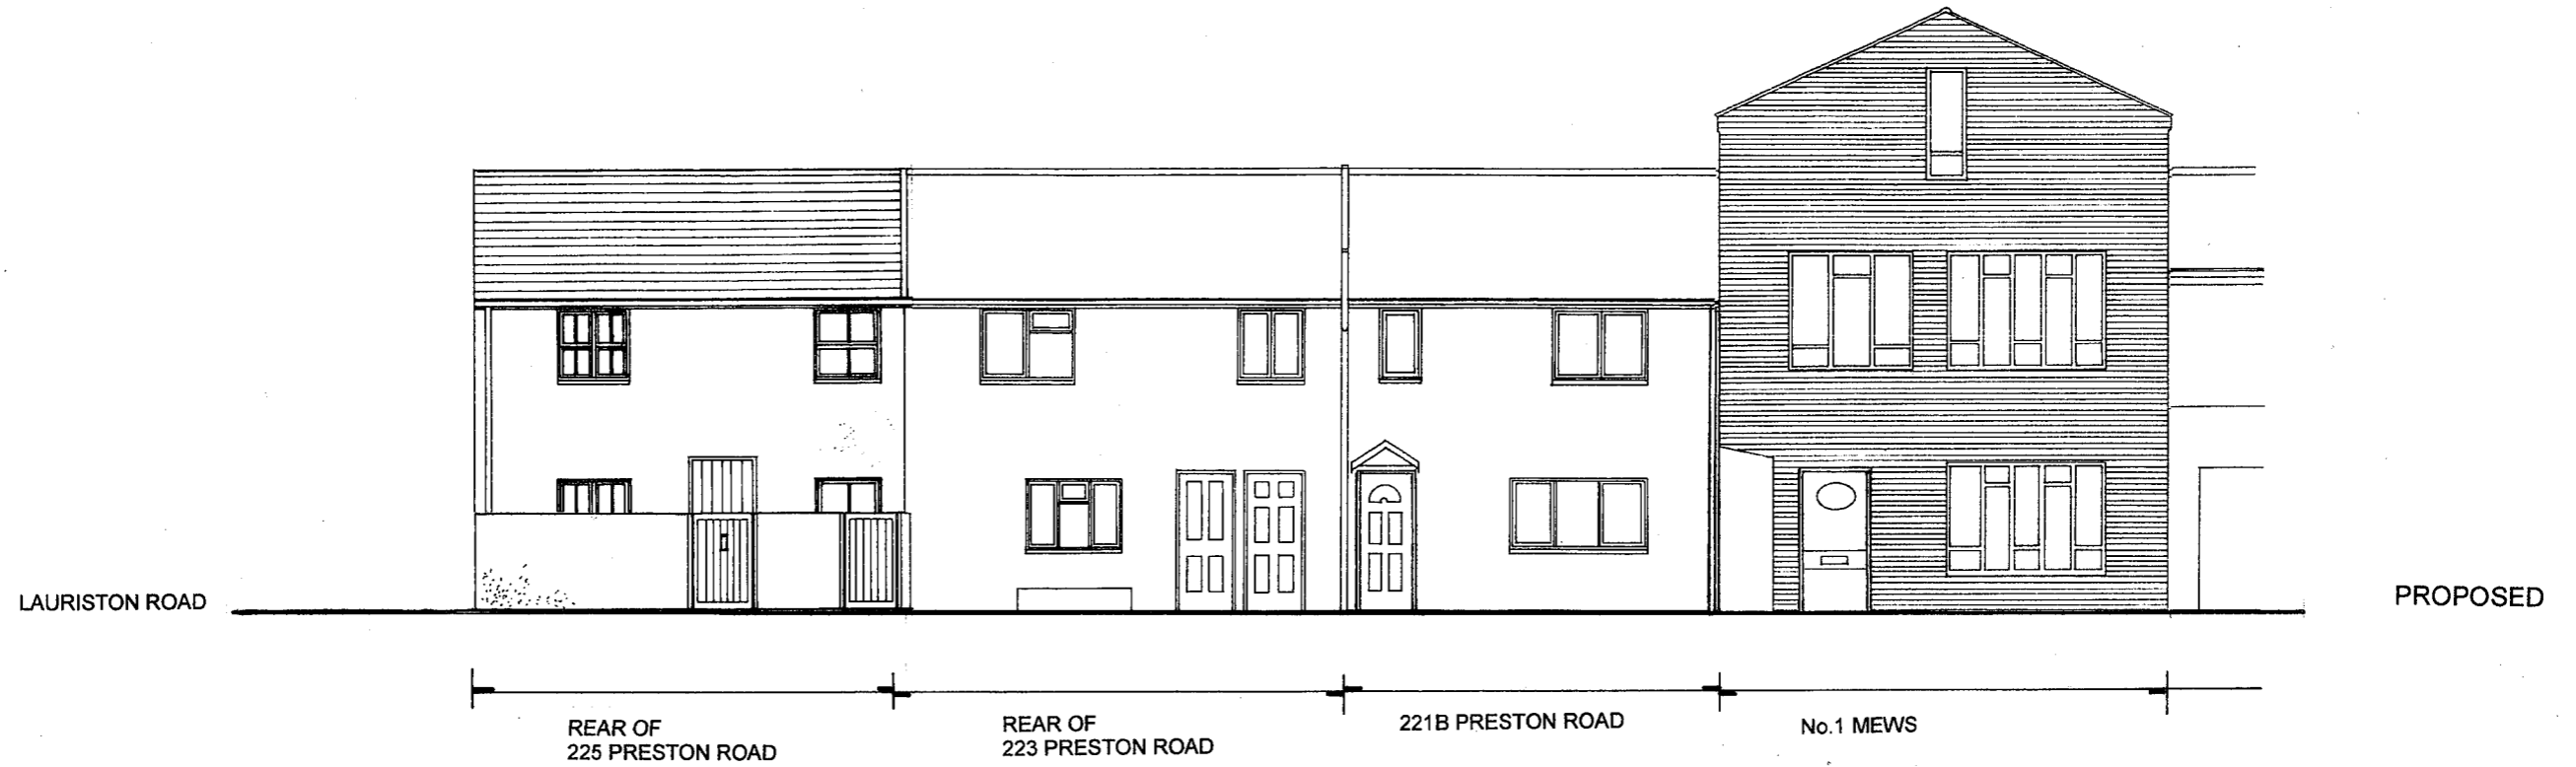 LAURISTON ROAD
PROPOSED
REAR OF
225 PRESTON ROAD
REAR OF
223 PRESTON ROAD
221B PRESTON ROAD
No.1 MEWS